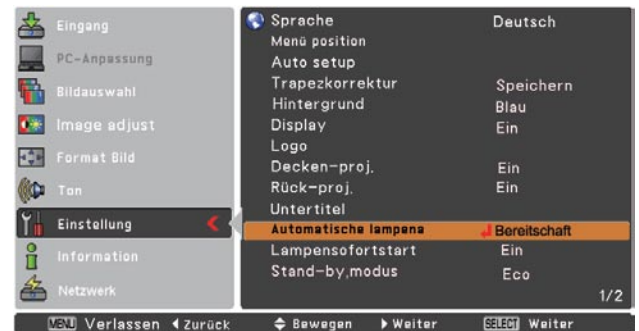 Eingang
PC-Anpassung
Bildauswahl
Image adjust
Format Bild
Ton
Einstellung
Information
Netzwerk
Sprache Deutsch
Menü position
Auto setup
Trapezkorrektur Speichern
Hintergrund Blau
Display Ein
Logo
Decken-proj. Ein
Rück-proj. Ein
Untertitel
Automatische lampena Bereitschaft
Lampensofortstart Ein
Stand-by,modus Eco
1/2
MENU Verlassen Zurück Bewegen Weiter SELECT Weiter